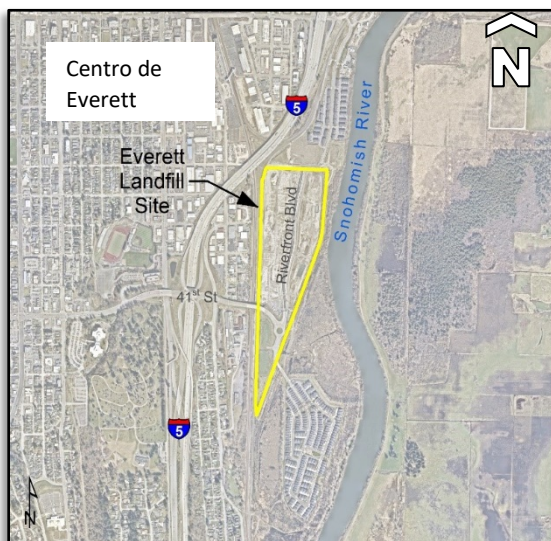 Centro de
Everett
N
5
Everett
Landfill
Site
Snohomish River
Riverfront Blvd
41st St
5
N